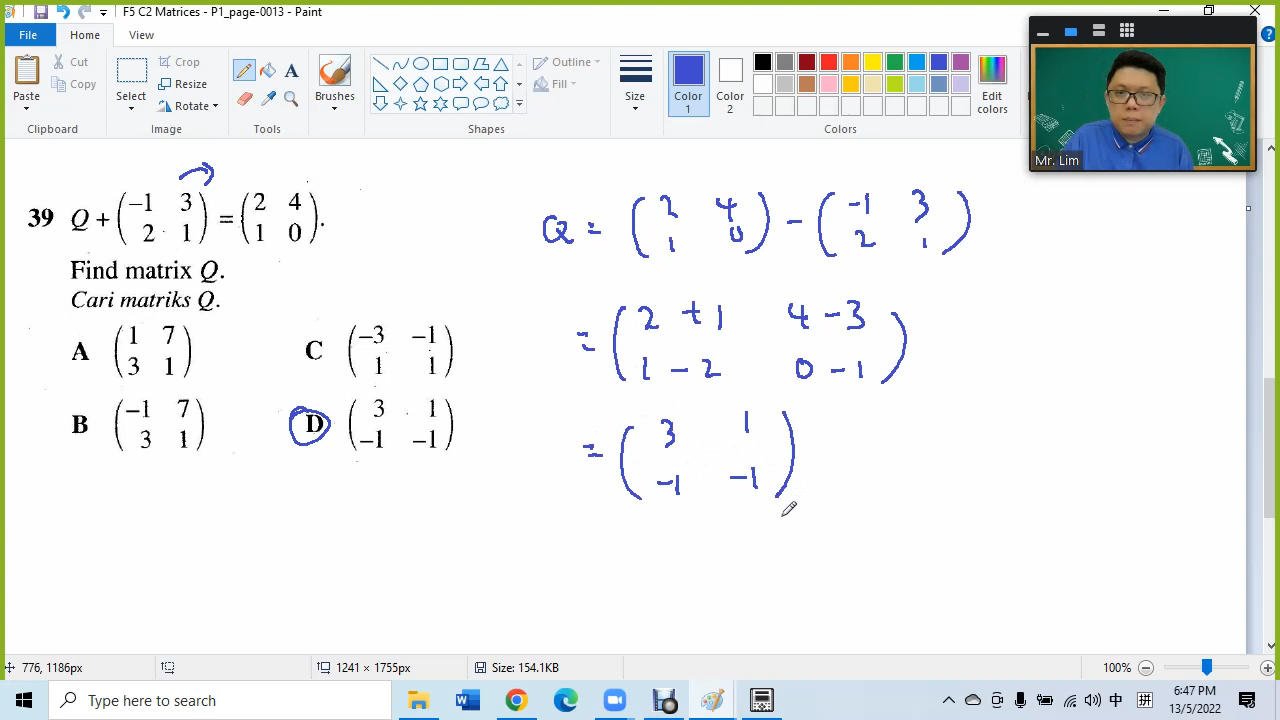 F5 C2 Matrices - P1_page-0013 - Paint
File Home View
Paste Cut Copy Clipboard
Select Crop Resize Rotate Image
A Tools
Brushes
Outline Fill Shapes
Size
Color 1 Color 2 Edit colors Colors
Mr. Lim
39 Q + (−1 3 = (2 4
2 1) 1 0).
Find matrix Q.
Cari matriks Q.
A (1 7
3 1)
C (−3 −1
1 1)
B (−1 7
3 1)
D (3 1
−1 −1)
Q = (2 4 − (-1 3
1 0) 2 1)
= (2 + 1 4 − 3
1 − 2 0 − 1)
= (3 1
-1 -1)
776, 1186px 1241 × 1755px Size: 154.1KB 100%
Type here to search
中 拼 6:47 PM
13/5/2022